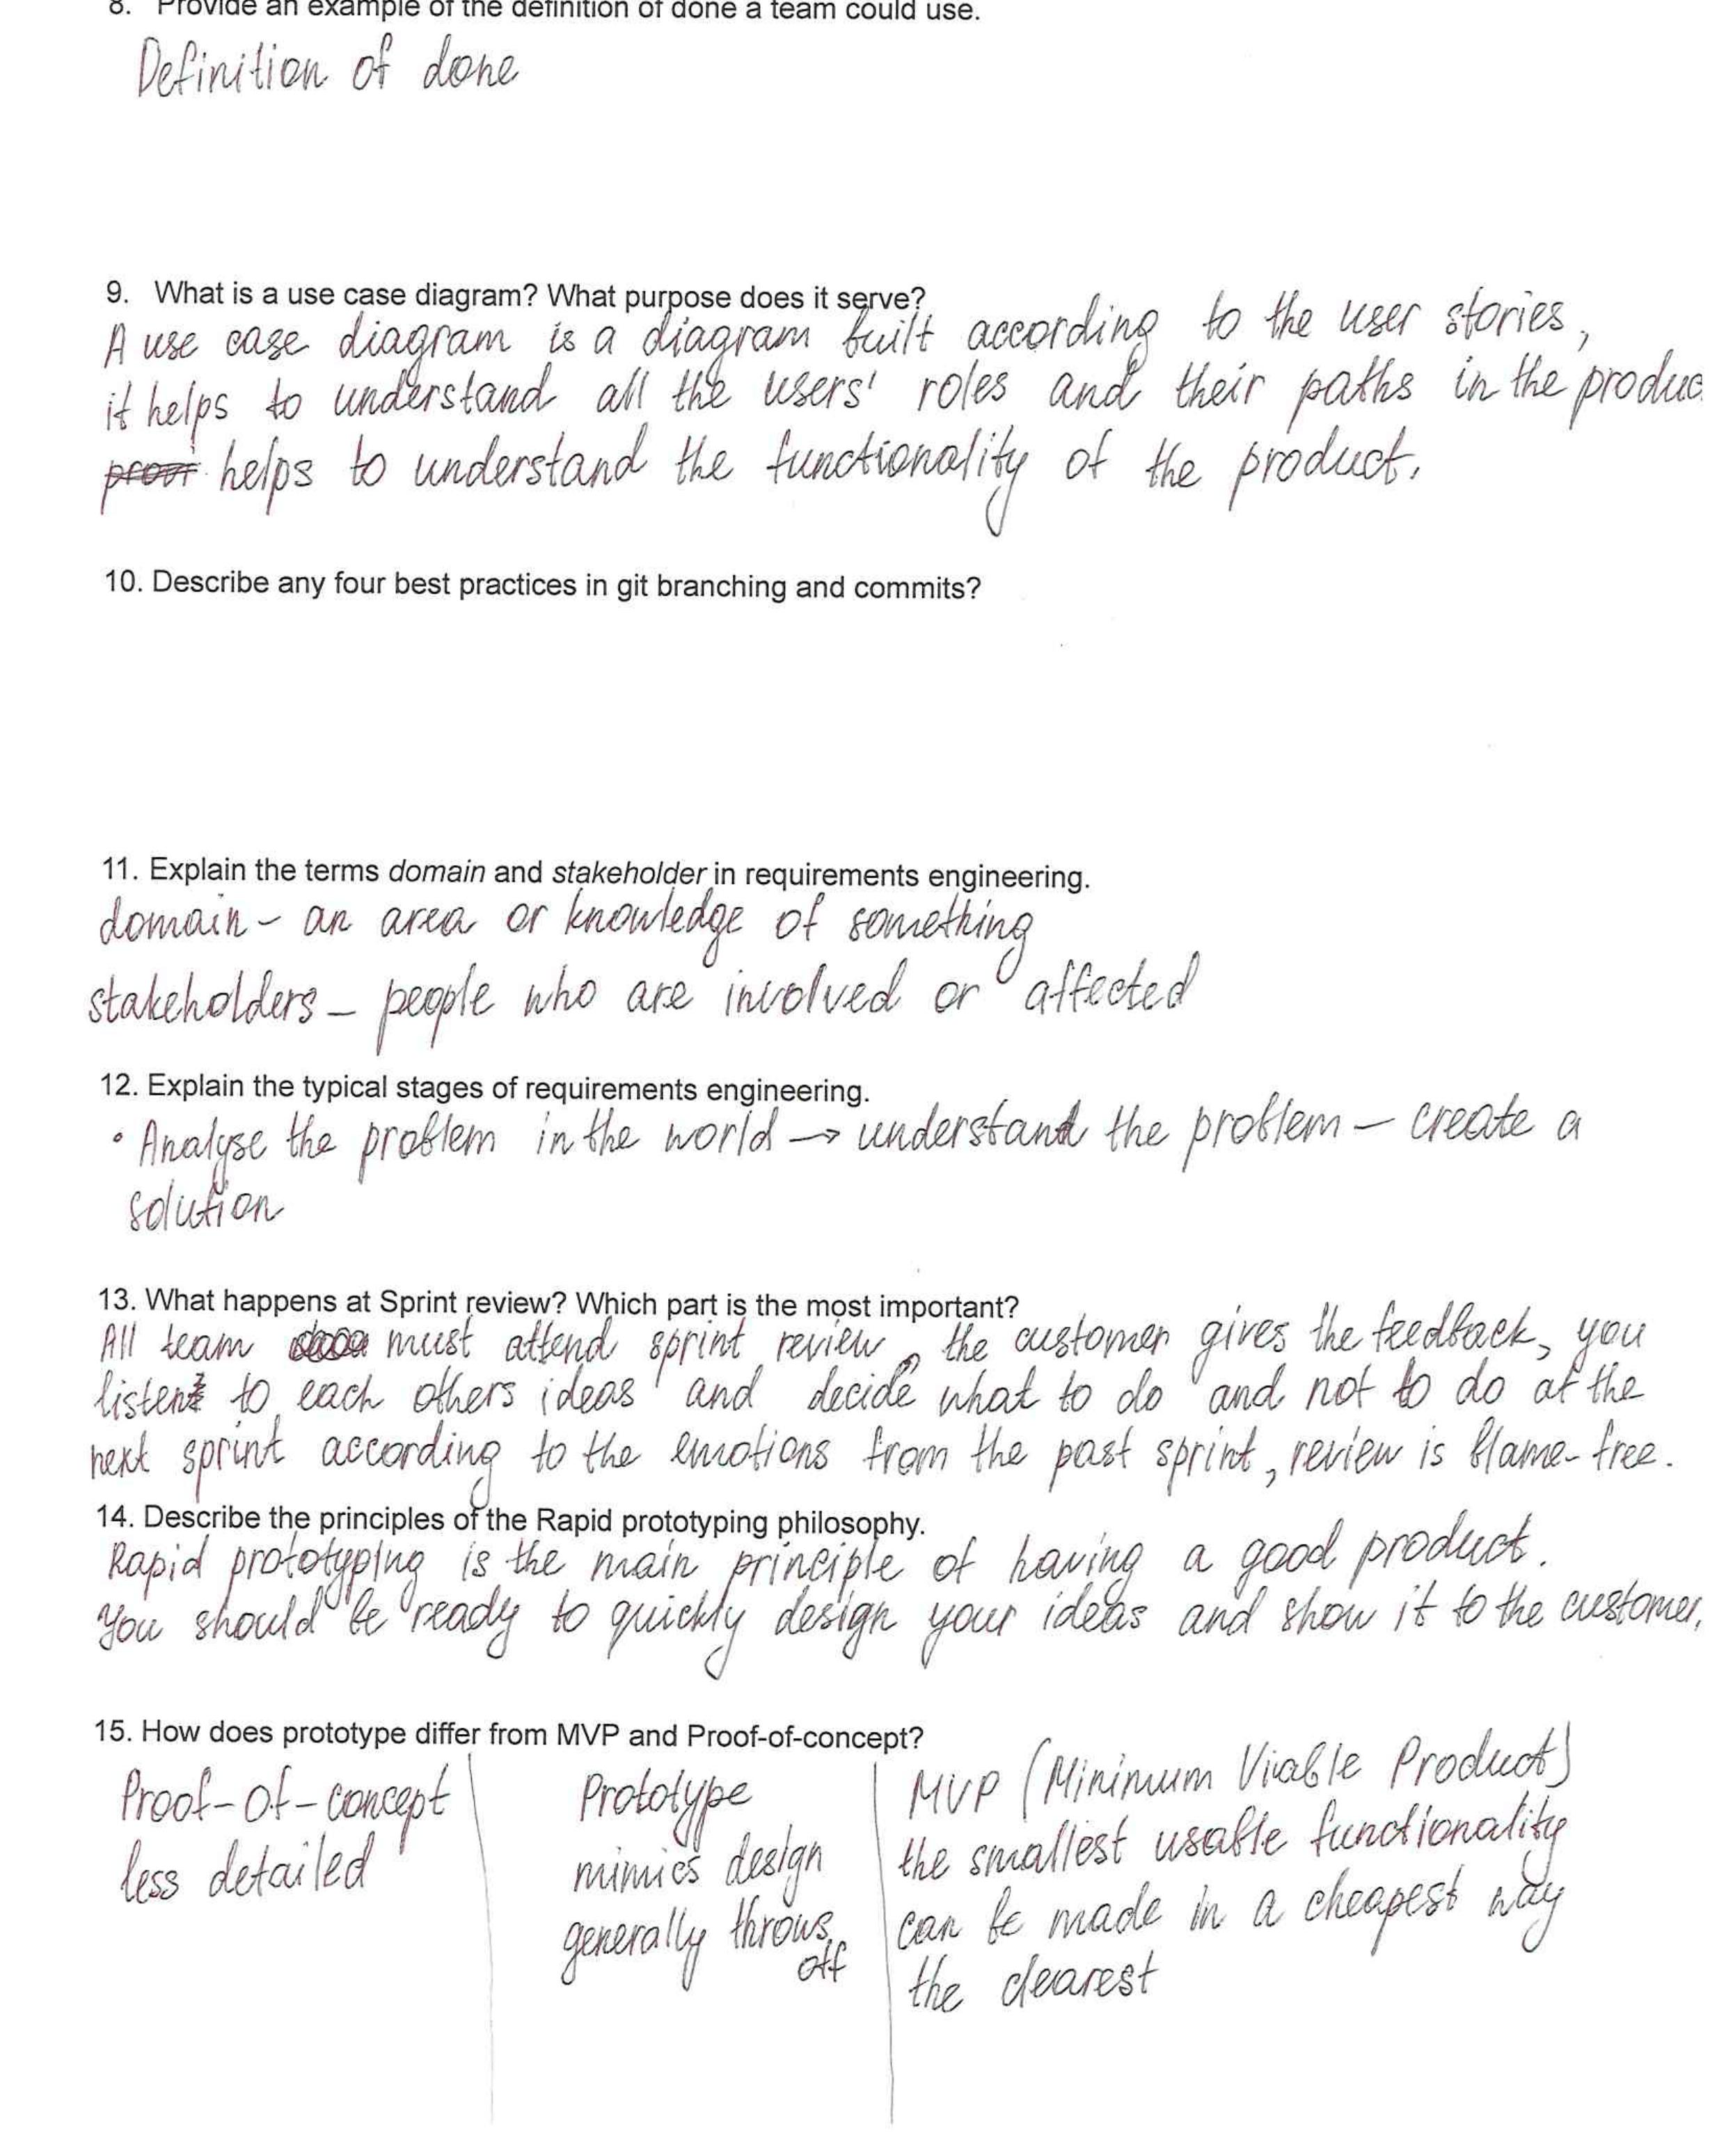 8. Provide an example of the definition of done a team could use.
Definition of done
9. What is a use case diagram? What purpose does it serve?
A use case diagram is a diagram built according to the user stories,
it helps to understand all the users' roles and their paths in the produc
helps to understand the functionality of the product.
10. Describe any four best practices in git branching and commits?
11. Explain the terms domain and stakeholder in requirements engineering.
domain - an area or knowledge of something
stakeholders - people who are involved or affected
12. Explain the typical stages of requirements engineering.
• Analyse the problem in the world → understand the problem - create a
solution
13. What happens at Sprint review? Which part is the most important?
All team must attend sprint review, the customer gives the feedback, you
listen to each others ideas and decide what to do and not to do at the
next sprint according to the emotions from the past sprint, review is blame-free.
14. Describe the principles of the Rapid prototyping philosophy.
Rapid prototyping is the main principle of having a good product.
You should be ready to quickly design your ideas and show it to the customer.
15. How does prototype differ from MVP and Proof-of-concept?
Proof-of-concept
less detailed
Prototype
mimics design
generally throws
off
MVP (Minimum Viable Product)
the smallest usable functionality
can be made in a cheapest way
the clearest